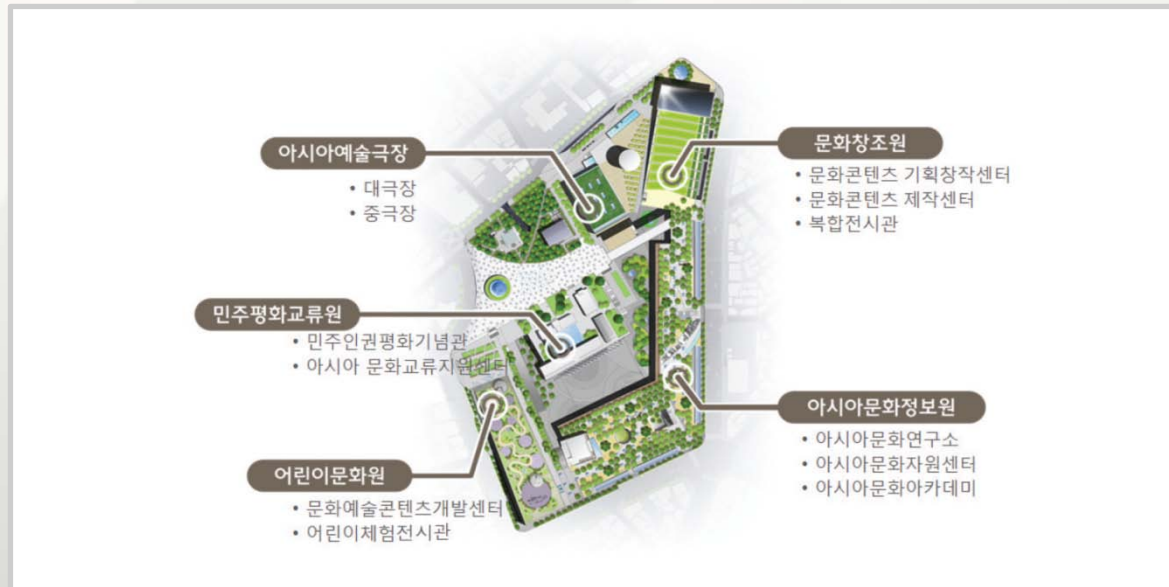 아시아예술극장
• 대극장
• 중극장
문화창조원
• 문화콘텐츠 기획창작센터
• 문화콘텐츠 제작센터
• 복합전시관
민주평화교류원
• 민주인권평화기념관
• 아시아 문화교류지원센터
아시아문화정보원
• 아시아문화연구소
• 아시아문화자원센터
• 아시아문화아카데미
어린이문화원
• 문화예술콘텐츠개발센터
• 어린이체험전시관